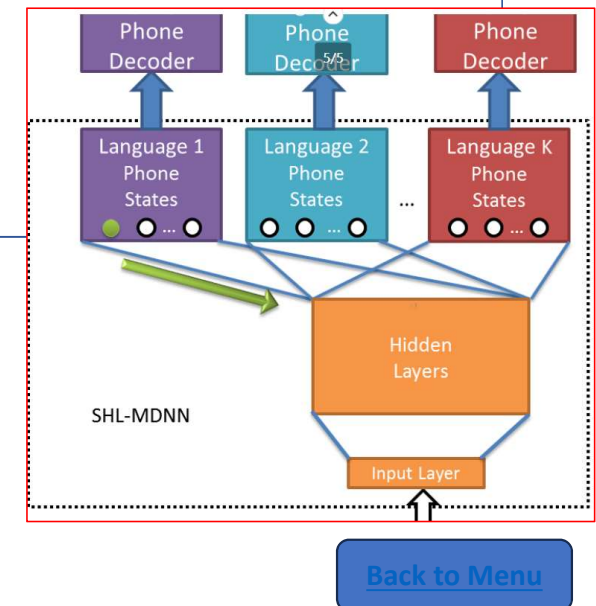 Phone
Decoder
Phone
Decoder
Phone
Decoder
5/5
Language 1
Phone
States
...
Language 2
Phone
States
...
...
Language K
Phone
States
...
Hidden
Layers
SHL-MDNN
Input Layer
Back to Menu